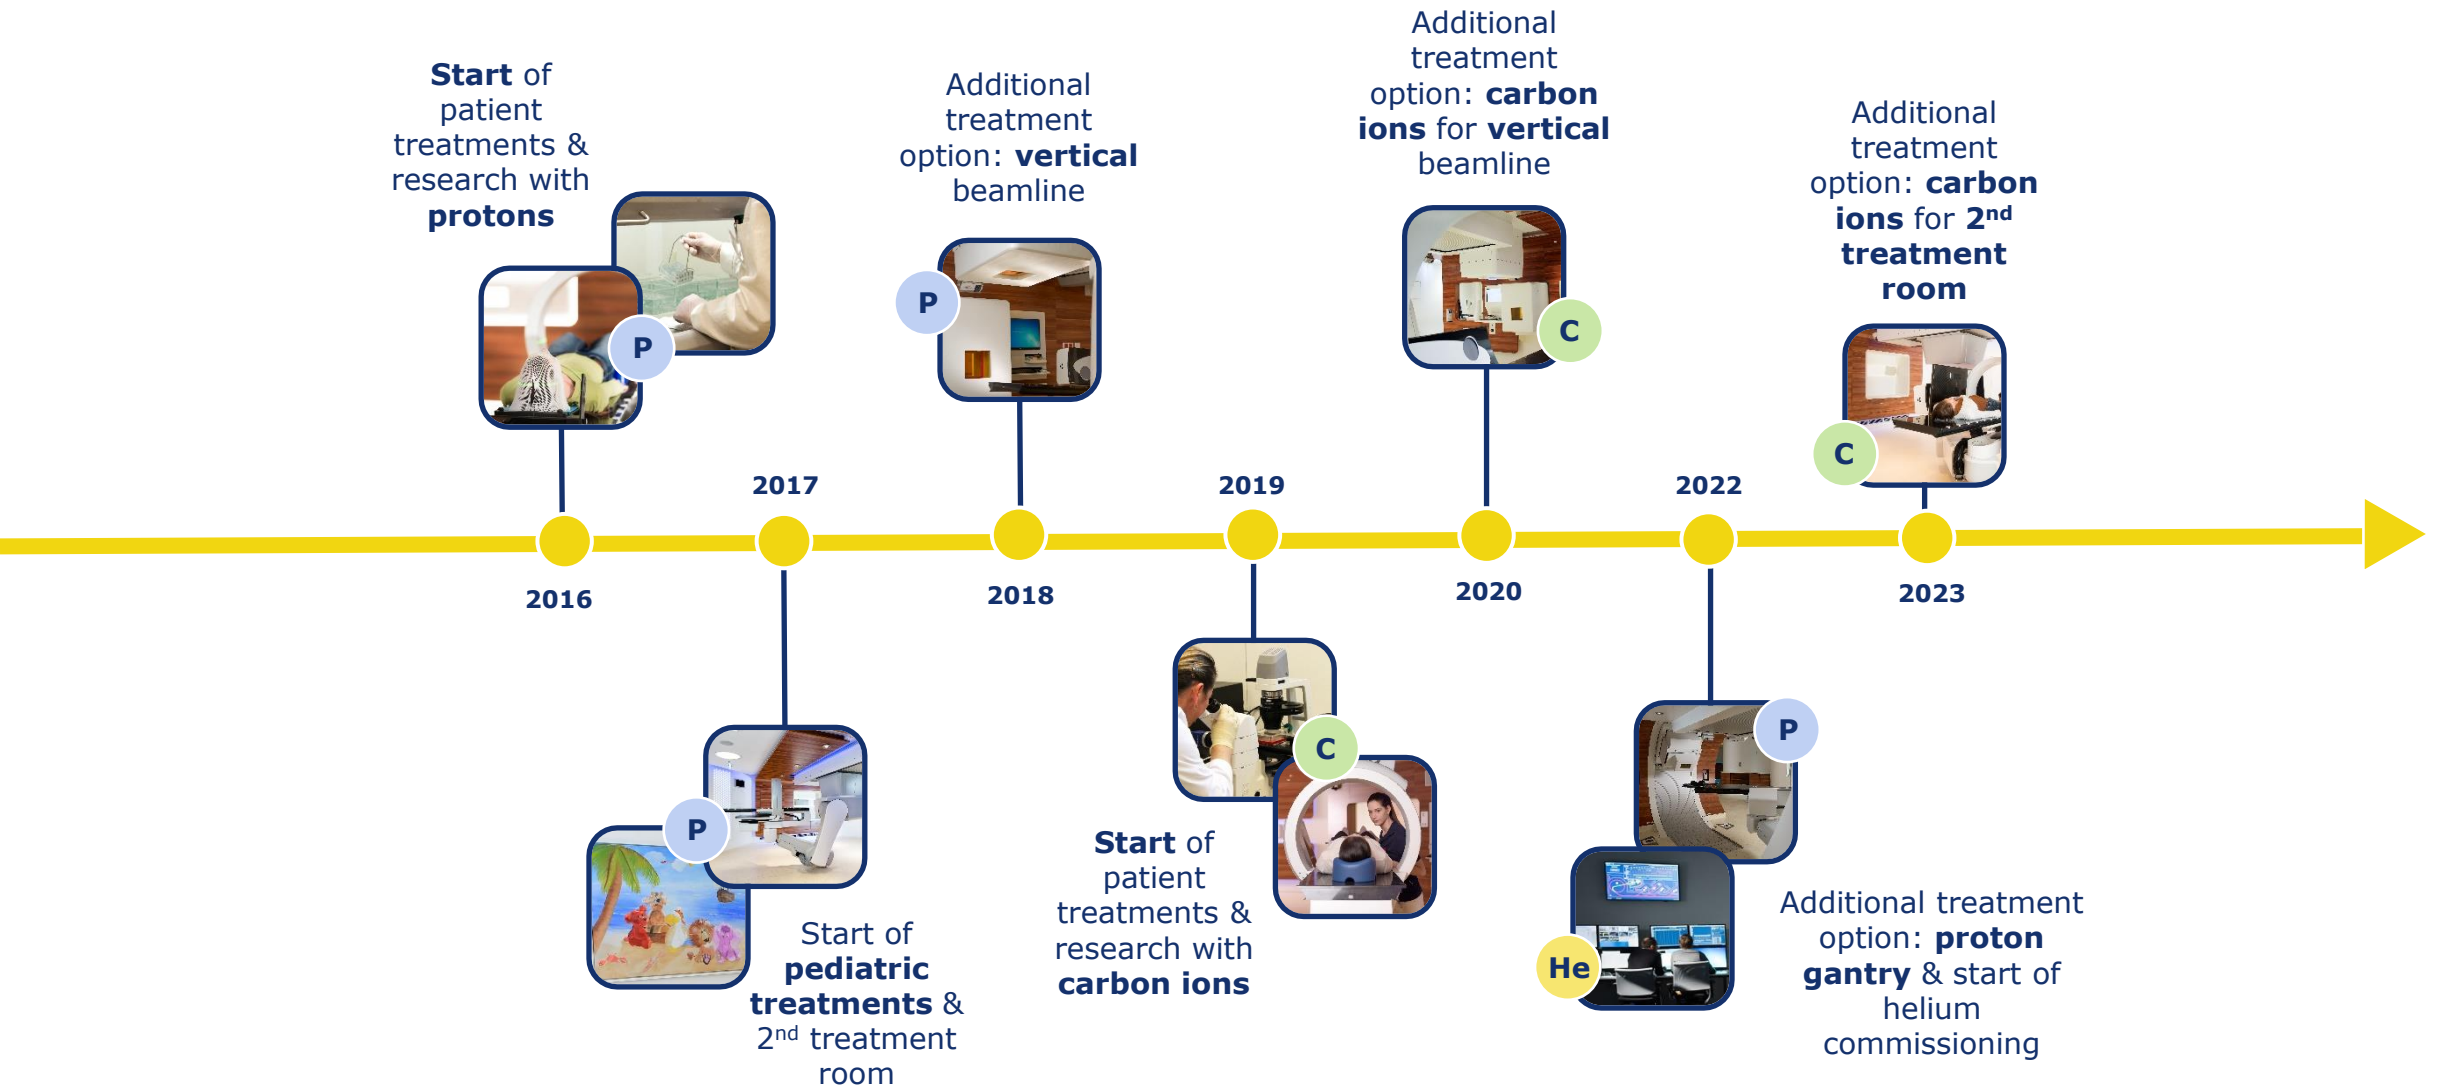 Start of
patient
treatments &
research with
protons
P
2016
2017
P
Start of
pediatric
treatments &
2nd treatment
room
Additional
treatment
option: vertical
beamline
P
2018
2019
C
Start of
patient
treatments &
research with
carbon ions
Additional
treatment
option: carbon
ions for vertical
beamline
C
2020
2022
P
He
Additional treatment
option: proton
gantry & start of
helium
commissioning
Additional
treatment
option: carbon
ions for 2nd
treatment
room
C
2023